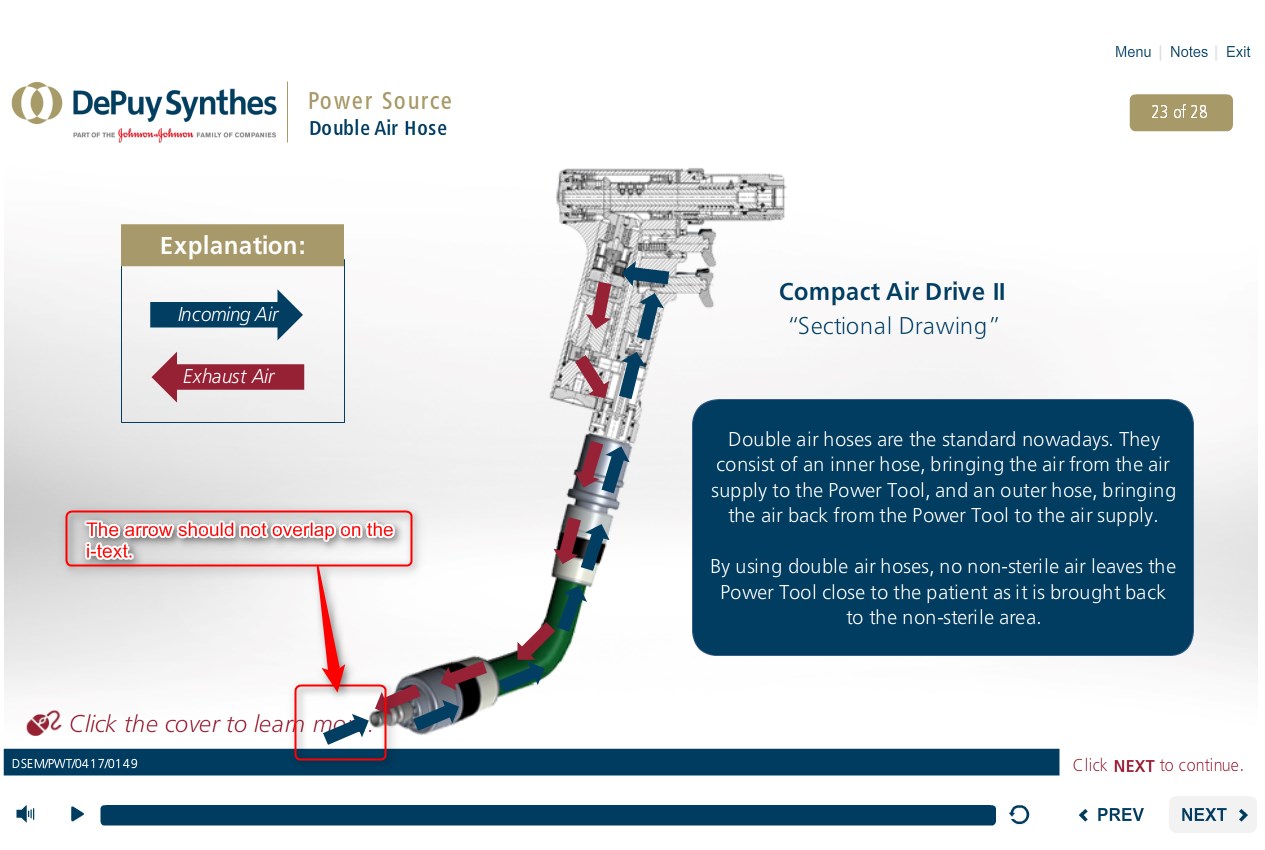 Menu | Notes | Exit
DePuy Synthes
PART OF THE Johnson & Johnson FAMILY OF COMPANIES
Power Source
Double Air Hose
23 of 28
Explanation:
Incoming Air
Exhaust Air
Compact Air Drive II
“Sectional Drawing”
Double air hoses are the standard nowadays. They
consist of an inner hose, bringing the air from the air
supply to the Power Tool, and an outer hose, bringing
the air back from the Power Tool to the air supply.
By using double air hoses, no non-sterile air leaves the
Power Tool close to the patient as it is brought back
to the non-sterile area.
The arrow should not overlap on the
i-text.
Click the cover to learn mor
DSEM/PWT/0417/0149
Click NEXT to continue.
PREV
NEXT